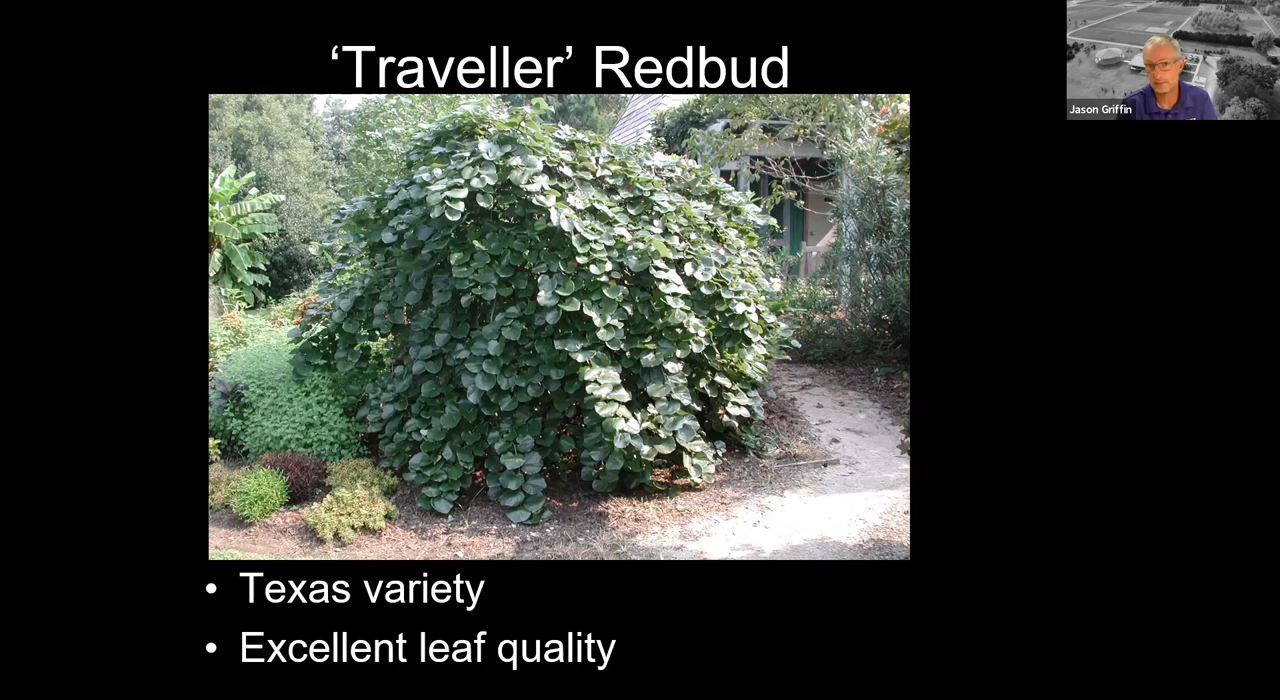 ‘Traveller’ Redbud
Jason Griffin
• Texas variety
• Excellent leaf quality